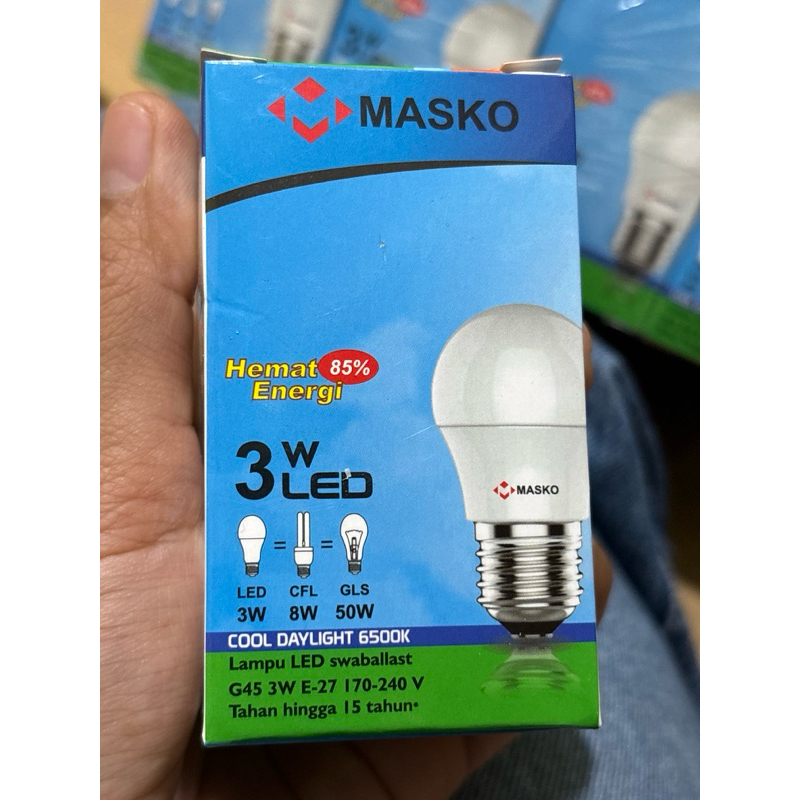 MASKO
Hemat 85%
Energi
3 W
LED
MASKO
= =
LED CFL GLS
3W 8W 50W
COOL DAYLIGHT 6500K
Lampu LED swaballast
G45 3W E-27 170-240 V
Tahan hingga 15 tahun*